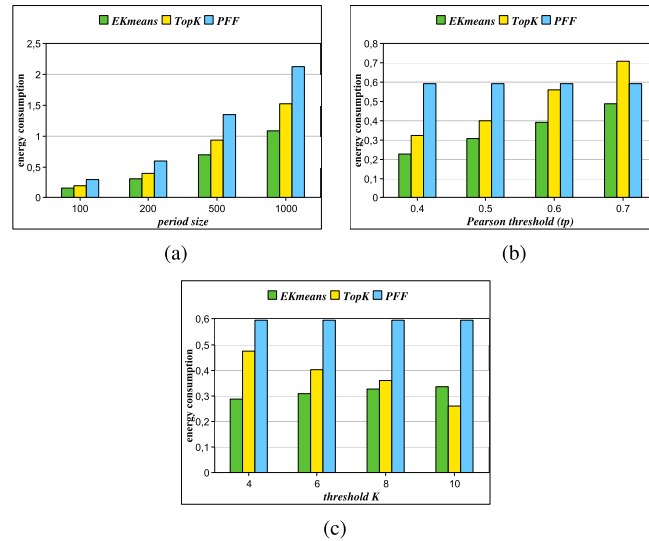 EKmeans TopK PFF
energy consumption
2,5
2
1,5
1
0,5
0
100 200 500 1000
period size
(a)
EKmeans TopK PFF
energy consumption
0,8
0,7
0,6
0,5
0,4
0,3
0,2
0,1
0
0.4 0.5 0.6 0.7
Pearson threshold (tp)
(b)
EKmeans TopK PFF
energy consumption
0,6
0,5
0,4
0,3
0,2
0,1
0
4 6 8 10
threshold K
(c)